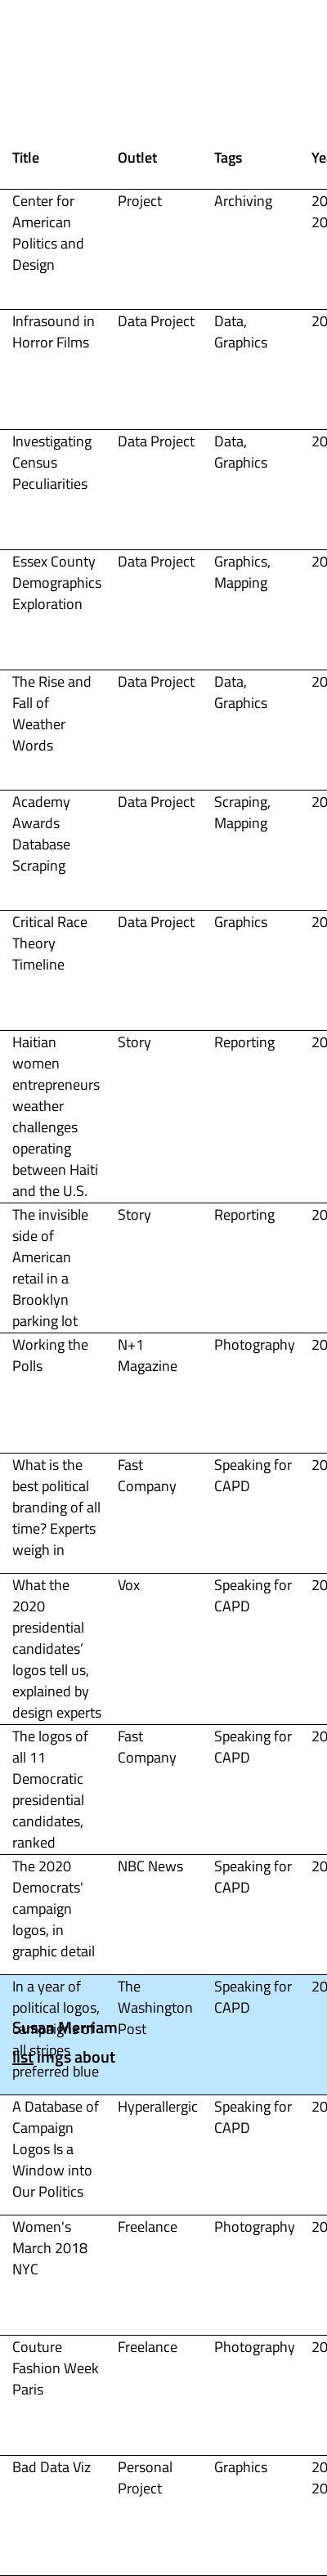 Title Outlet Tags Ye
Center for Project Archiving 20
American 20
Politics and
Design
Infrasound in Data Project Data, 20
Horror Films Graphics
Investigating Data Project Data, 20
Census Graphics
Peculiarities
Essex County Data Project Graphics, 20
Demographics Mapping
Exploration
The Rise and Data Project Data, 20
Fall of Graphics
Weather
Words
Academy Data Project Scraping, 20
Awards Mapping
Database
Scraping
Critical Race Data Project Graphics 20
Theory
Timeline
Haitian Story Reporting 20
women
entrepreneurs
weather
challenges
operating
between Haiti
and the U.S.
The invisible Story Reporting 20
side of
American
retail in a
Brooklyn
parking lot
Working the N+1 Photography 20
Polls Magazine
What is the Fast Speaking for 20
best political Company CAPD
branding of all
time? Experts
weigh in
What the Vox Speaking for 20
2020 CAPD
presidential
candidates’
logos tell us,
explained by
design experts
The logos of Fast Speaking for 20
all 11 Company CAPD
Democratic
presidential
candidates,
ranked
The 2020 NBC News Speaking for 20
Democrats' CAPD
campaign
logos, in
graphic detail
In a year of The Speaking for 20
political logos, Washington CAPD
Susan Merriam Post
all stripes
list imgs about
preferred blue
A Database of Hyperallergic Speaking for 20
Campaign CAPD
Logos Is a
Window into
Our Politics
Women's Freelance Photography 20
March 2018
NYC
Couture Freelance Photography 20
Fashion Week
Paris
Bad Data Viz Personal Graphics 20
Project 20